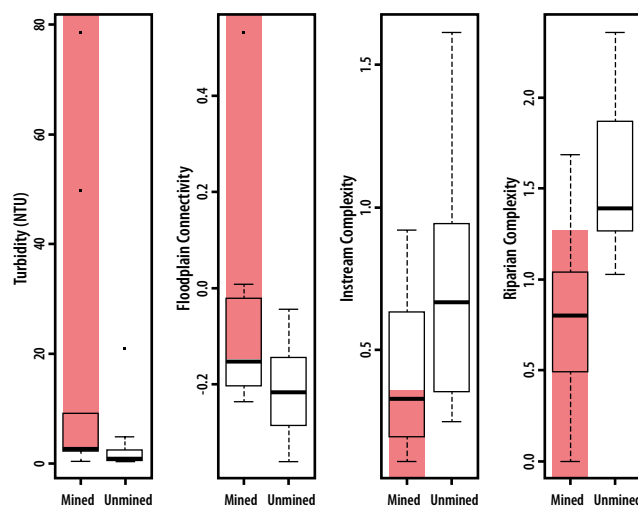 Turbidity (NTU)
80
60
40
20
0
Mined Unmined
Floodplain Connectivity
0.4
0.2
0.0
-0.2
Mined Unmined
Instream Complexity
1.5
1.0
0.5
Mined Unmined
Riparian Complexity
2.0
1.5
1.0
0.5
0.0
Mined Unmined